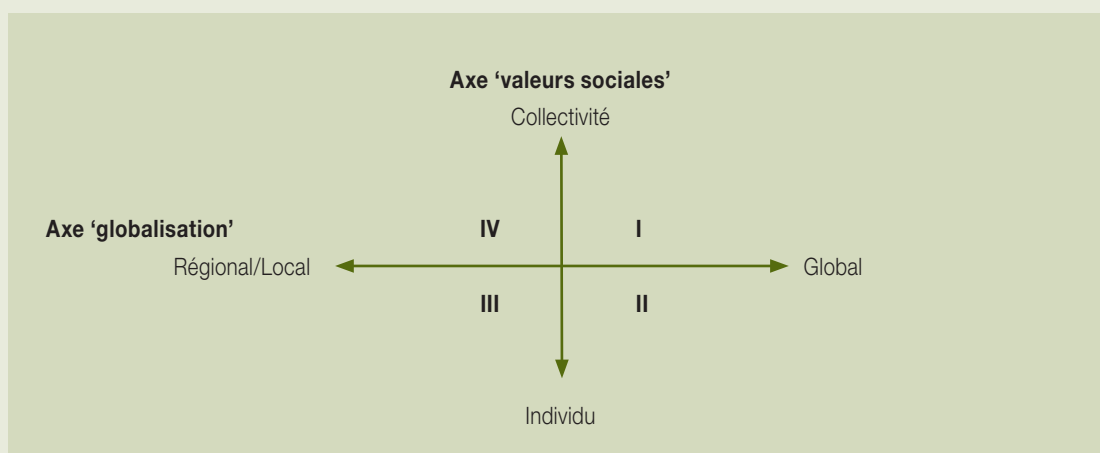 Axe ‘valeurs sociales’
Collectivité
Axe ‘globalisation’
IV
I
Régional/Local
Global
III
II
Individu